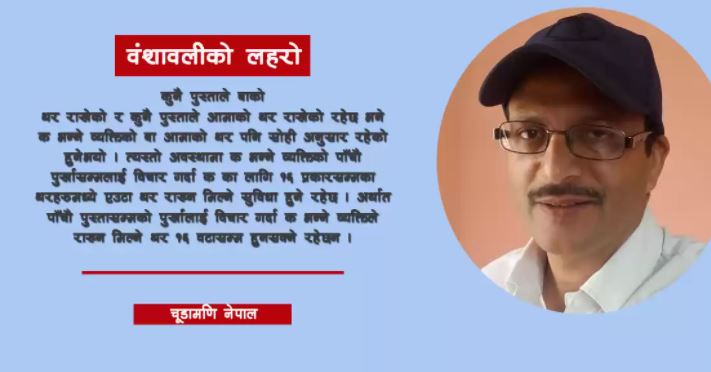 वंशावलीको लहरो
कुनै पुस्ताले बाको
थर राखेको र कुनै पुस्ताले आमाको थर राखेको रहेछ भने
क भन्ने व्यक्तिको बा आमाको थर पनि सोही अनुसार रहेको
हुनेभयो । त्यस्तो अवस्थामा क भन्ने व्यक्तिको पाँचौ
पुर्खासम्मलाई विचार गर्दा क का लागि १६ प्रकारसम्मका
थरहरुमध्ये एउटा थर राख्न मिल्ने सुविधा हुने रहेछ । अर्थात
पाँचौ पुस्तासम्मको पुर्खालाई विचार गर्दा क भन्ने व्यक्तिले
राख्न मिल्ने थर १६ वटासम्म हुनसक्ने रहेछन ।
चूडामणि नेपाल